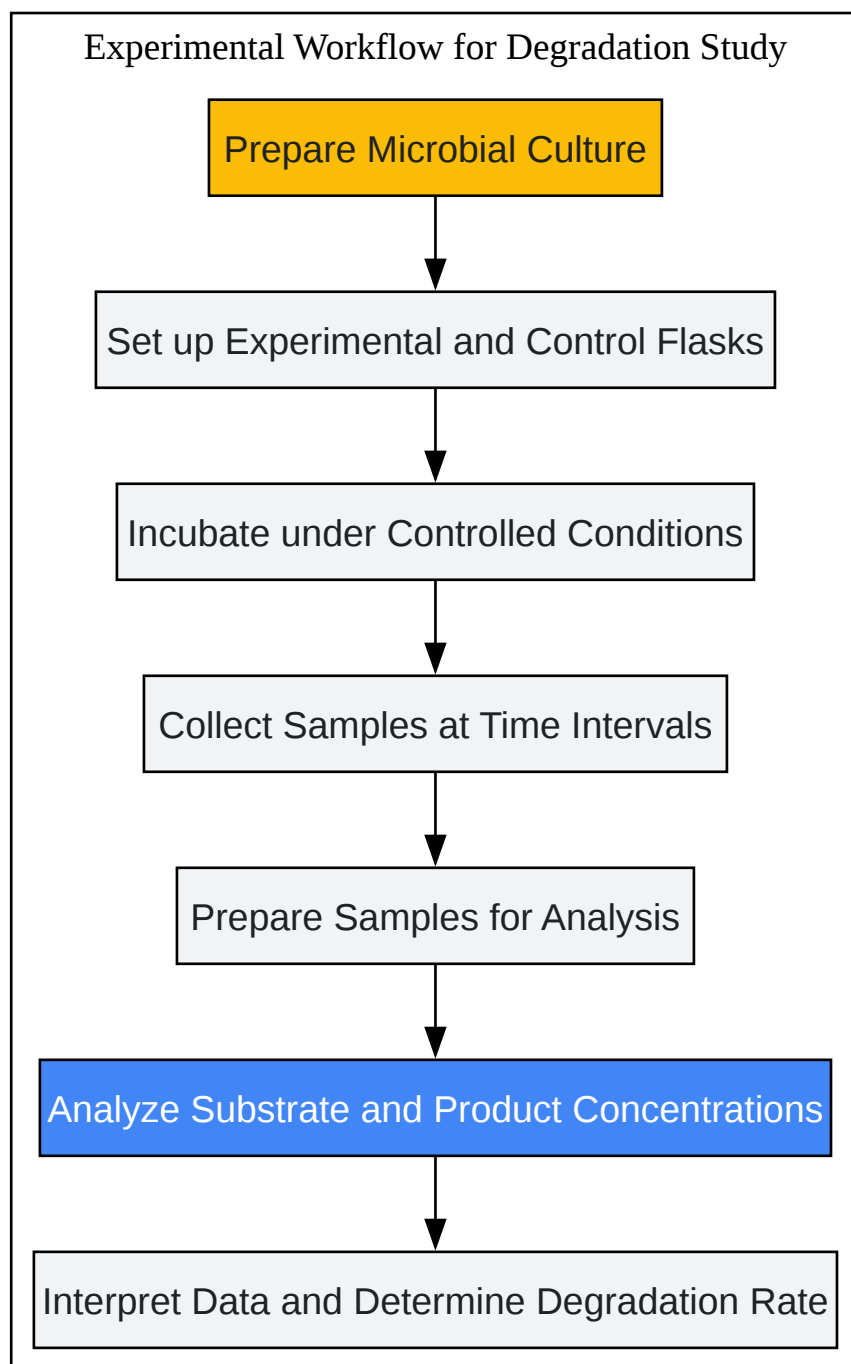 Experimental Workflow for Degradation Study
Prepare Microbial Culture
Set up Experimental and Control Flasks
Incubate under Controlled Conditions
Collect Samples at Time Intervals
Prepare Samples for Analysis
Analyze Substrate and Product Concentrations
Interpret Data and Determine Degradation Rate